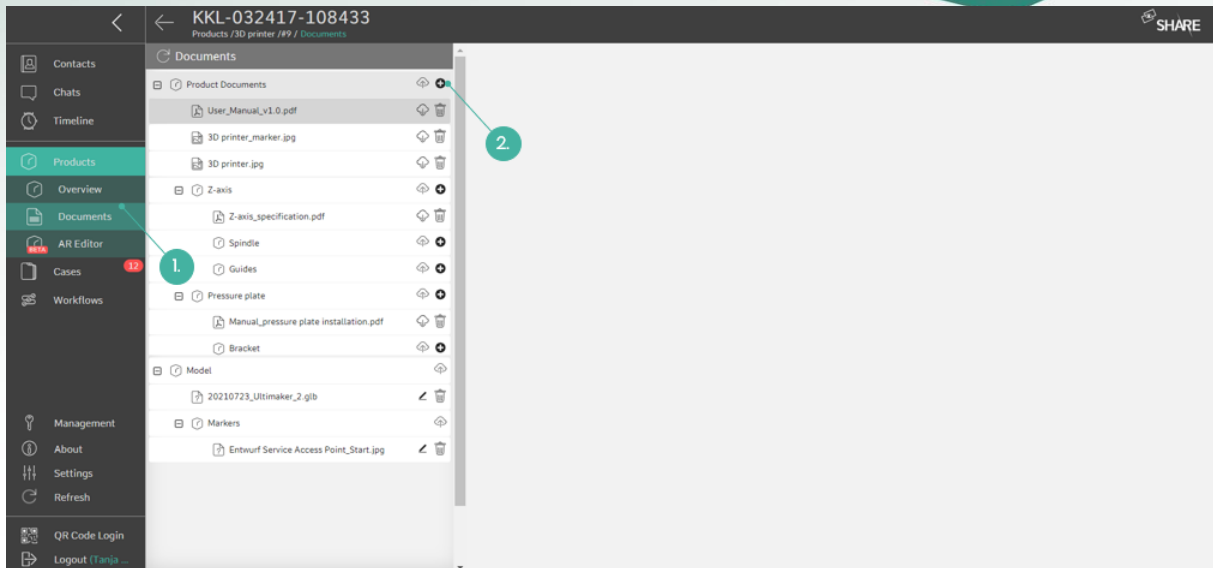 KKL-032417-108433
Products /3D printer /#9 / Documents
SHARE
Contacts
Chats
Timeline
Products
Overview
Documents
AR Editor
BETA
Cases
12
Workflows
Management
About
Settings
Refresh
QR Code Login
Logout (Tanja ...
Documents
Product Documents
User_Manual_v1.0.pdf
3D printer_marker.jpg
3D printer.jpg
Z-axis
Z-axis_specification.pdf
Spindle
Guides
Pressure plate
Manual_pressure plate installation.pdf
Bracket
Model
20210723_Ultimaker_2.glb
Markers
Entwurf Service Access Point_Start.jpg
1.
2.